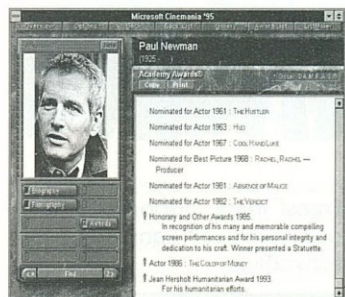 Microsoft Cinemania '95
Options
Paul Newman
(1925 - )
Academy Awards®
Copy Print
Nominated for Actor 1961 : THE HUSTLER
Nominated for Actor 1963 : HUD
Nominated for Actor 1967 : COOL HAND LUKE
Nominated for Best Picture 1968 : RACHEL, RACHEL —
Producer
Nominated for Actor 1981 : ABSENCE OF MALICE
Nominated for Actor 1982 : THE VERDICT
Honorary and Other Awards 1985
In recognition of his many and memorable compelling
screen performances and for his personal integrity and
dedication to his craft. Winner presented a Statuette
Actor 1986 : THE COLOR OF MONEY
Jean Hersholt Humanitarian Award 1993
For his humanitarian efforts.
Biography
Filmography
Awards
<< Find >>